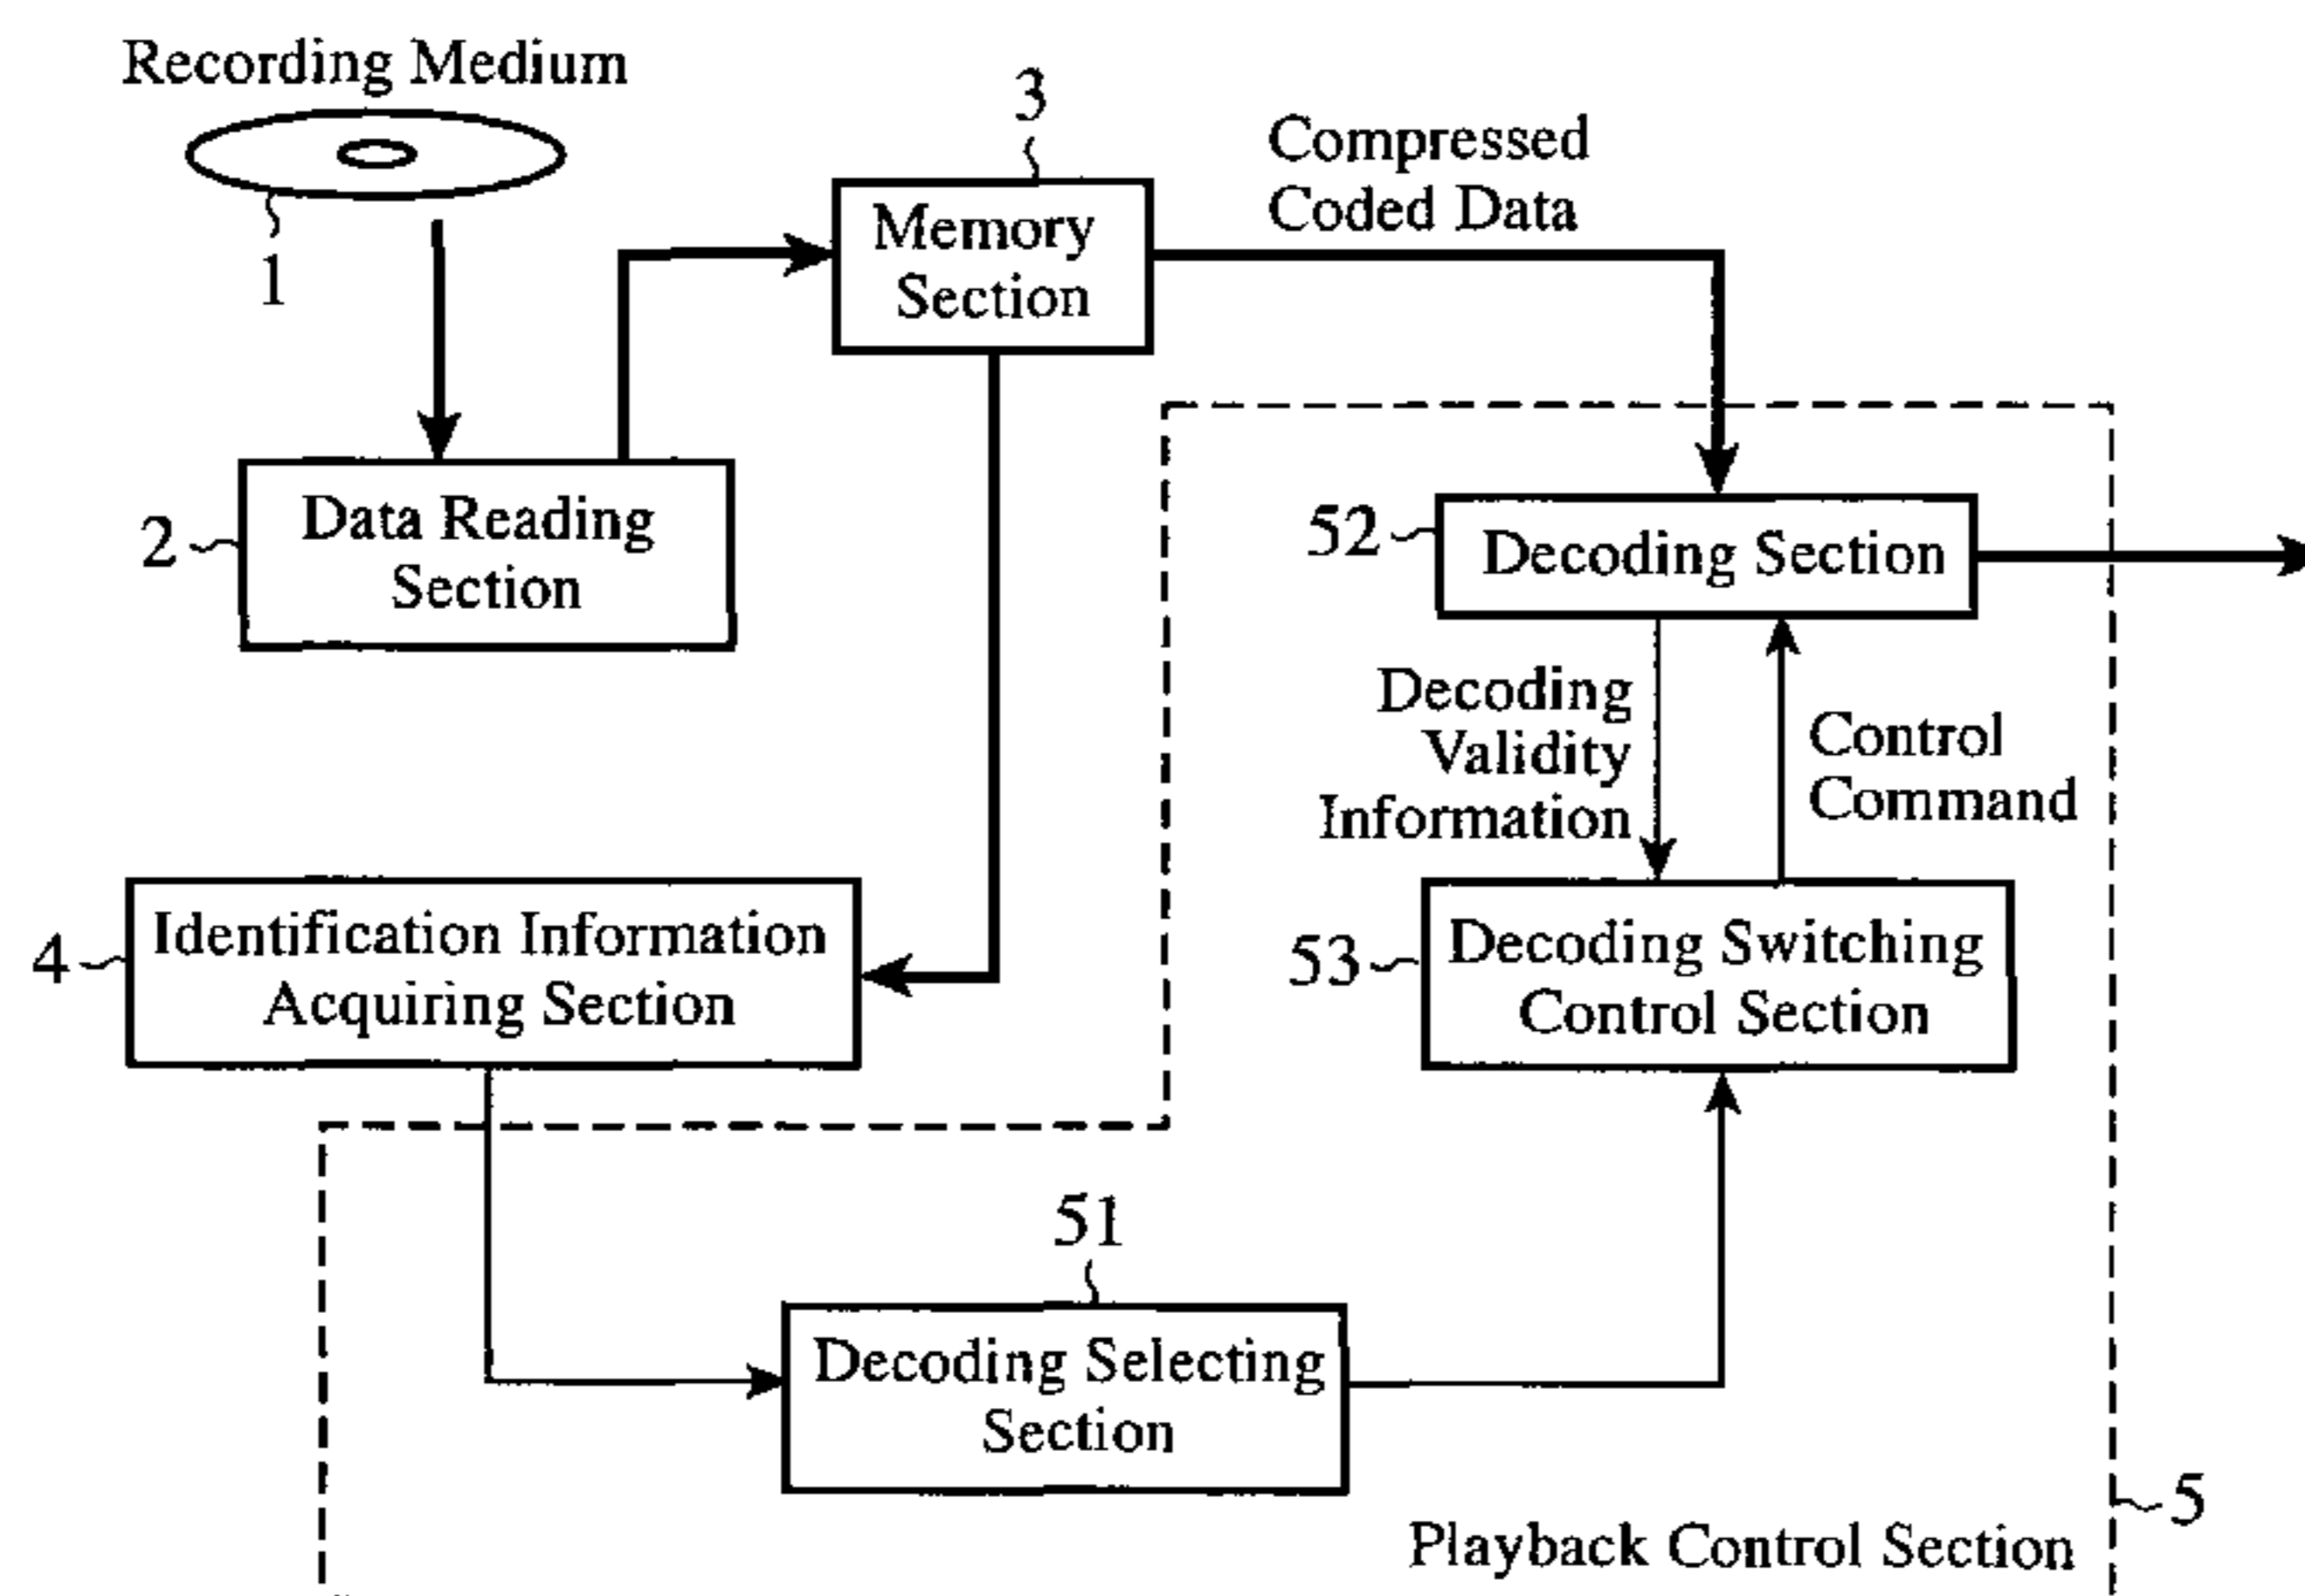 Recording Medium
1
3
Memory
Section
Compressed
Coded Data
2
Data Reading
Section
52
Decoding Section
Decoding
Validity
Information
Control
Command
4
Identification Information
Acquiring Section
53
Decoding Switching
Control Section
51
Decoding Selecting
Section
5
Playback Control Section